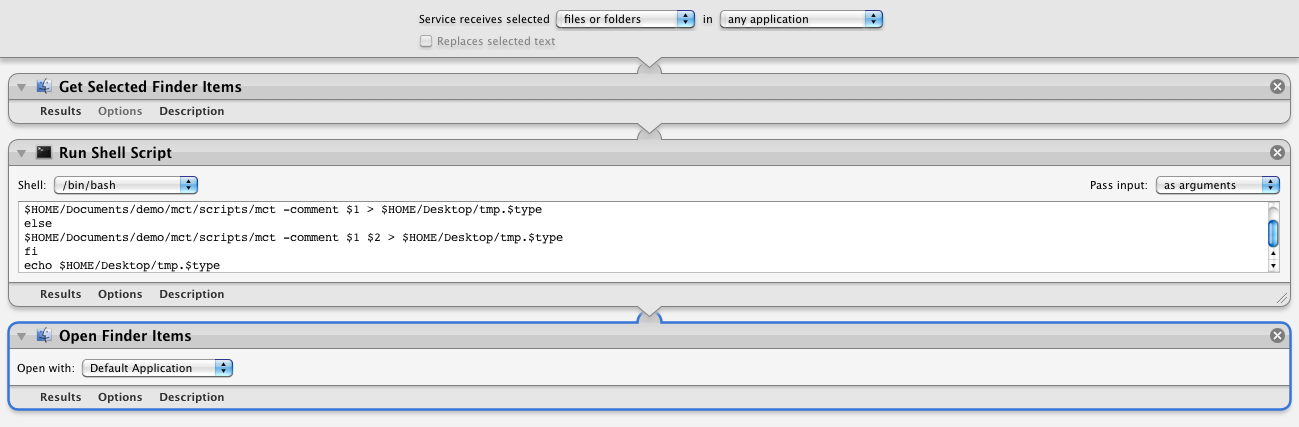 Service receives selected files or folders in any application
Replaces selected text
Get Selected Finder Items
Results Options Description
Run Shell Script
Shell: /bin/bash Pass input: as arguments
$HOME/Documents/demo/mct/scripts/mct -comment $1 > $HOME/Desktop/tmp.$type
else
$HOME/Documents/demo/mct/scripts/mct -comment $1 $2 > $HOME/Desktop/tmp.$type
fi
echo $HOME/Desktop/tmp.$type
Results Options Description
Open Finder Items
Open with: Default Application
Results Options Description